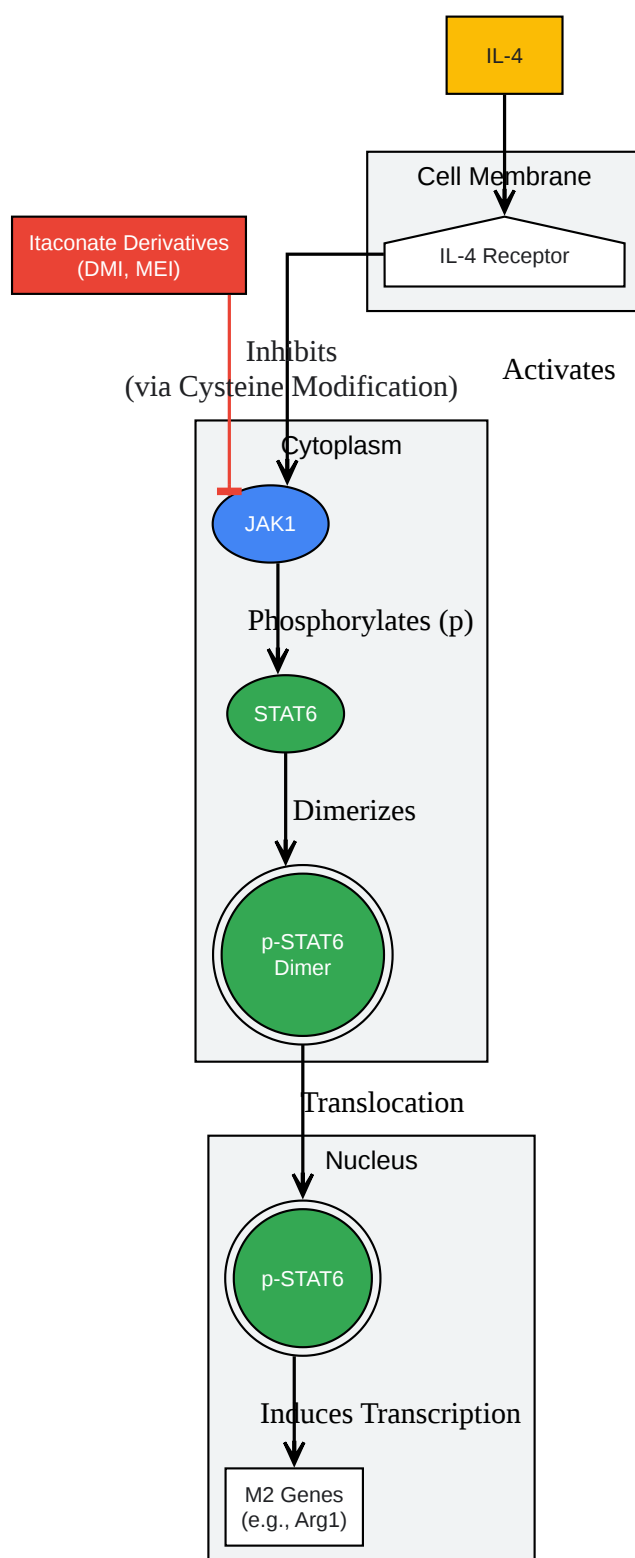 IL-4
Cell Membrane
IL-4 Receptor
Itaconate Derivatives
(DMI, MEI)
Inhibits
(via Cysteine Modification)
Activates
Cytoplasm
JAK1
Phosphorylates (p)
STAT6
Dimerizes
p-STAT6
Dimer
Translocation
Nucleus
p-STAT6
Induces Transcription
M2 Genes
(e.g., Arg1)